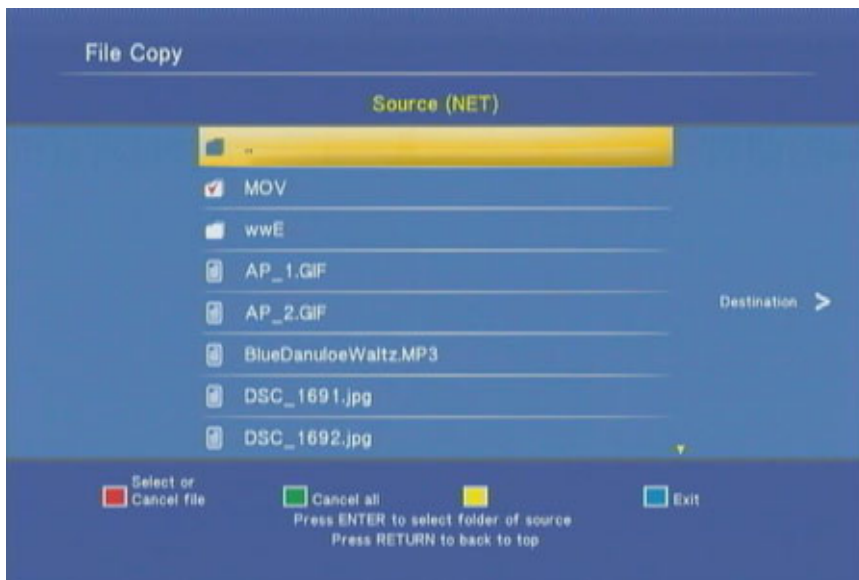 File Copy
Source (NET)
..
MOV
wwE
AP_1.GIF
AP_2.GIF
BlueDanuloeWaltz.MP3
DSC_1691.jpg
DSC_1692.jpg
Destination >
Select or
Cancel file
Cancel all
Exit
Press ENTER to select folder of source
Press RETURN to back to top